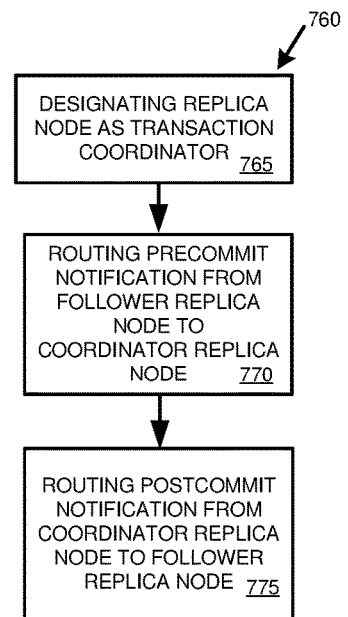 760
DESIGNATING REPLICA
NODE AS TRANSACTION
COORDINATOR
765
ROUTING PRECOMMIT
NOTIFICATION FROM
FOLLOWER REPLICA
NODE TO
COORDINATOR REPLICA
NODE
770
ROUTING POSTCOMMIT
NOTIFICATION FROM
COORDINATOR REPLICA
NODE TO FOLLOWER
REPLICA NODE
775